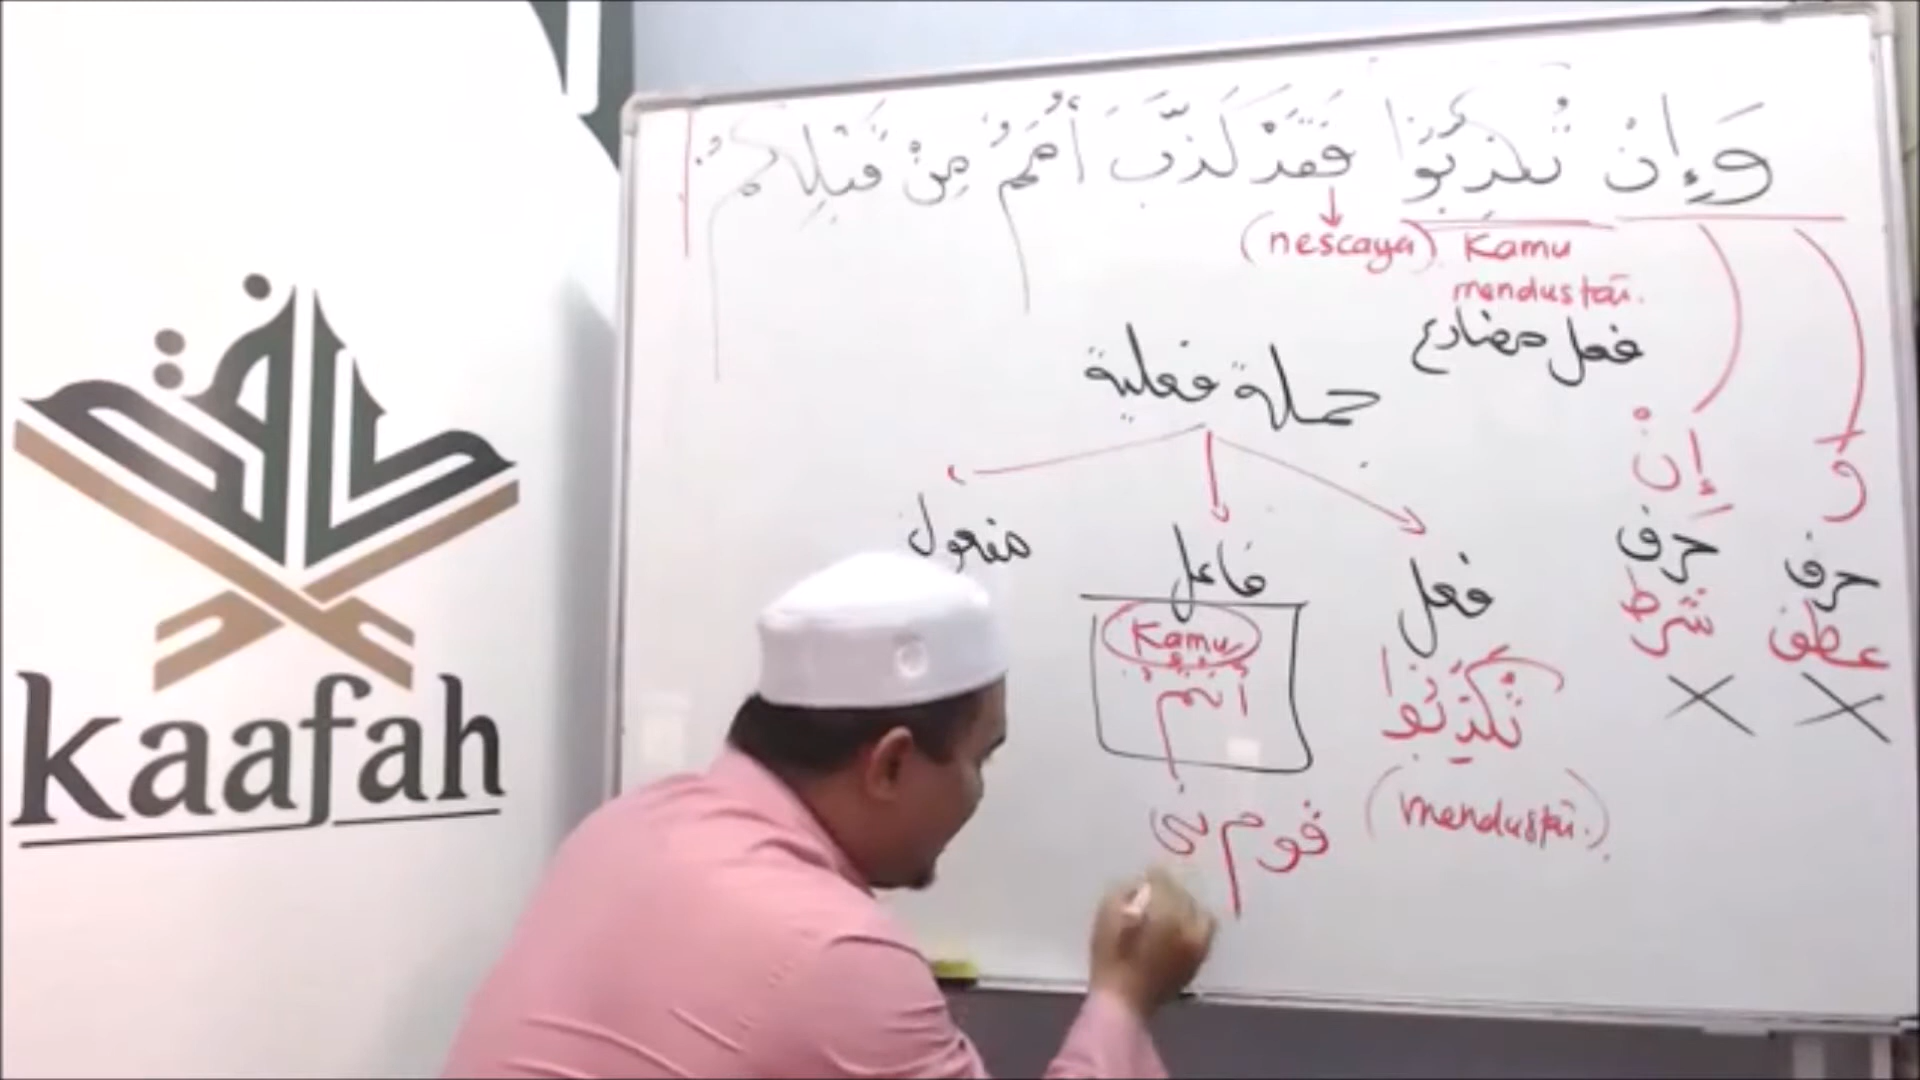 وَإِنْ تُكَذِّبُوا فَقَدْ كَذَّبَ أُمَمٌ مِنْ قَبْلِكُمْ
(nescaya) Kamu
mendustai.
فعل مضارع
جملة فعلية
وَ إِنْ
فعل فاعل مفعول
حرف حرف
عطف شرط
Kamu
تُكَذِّبُوا أَنْتُمْ
(mendustai.)
قوم
كافة
kaafah